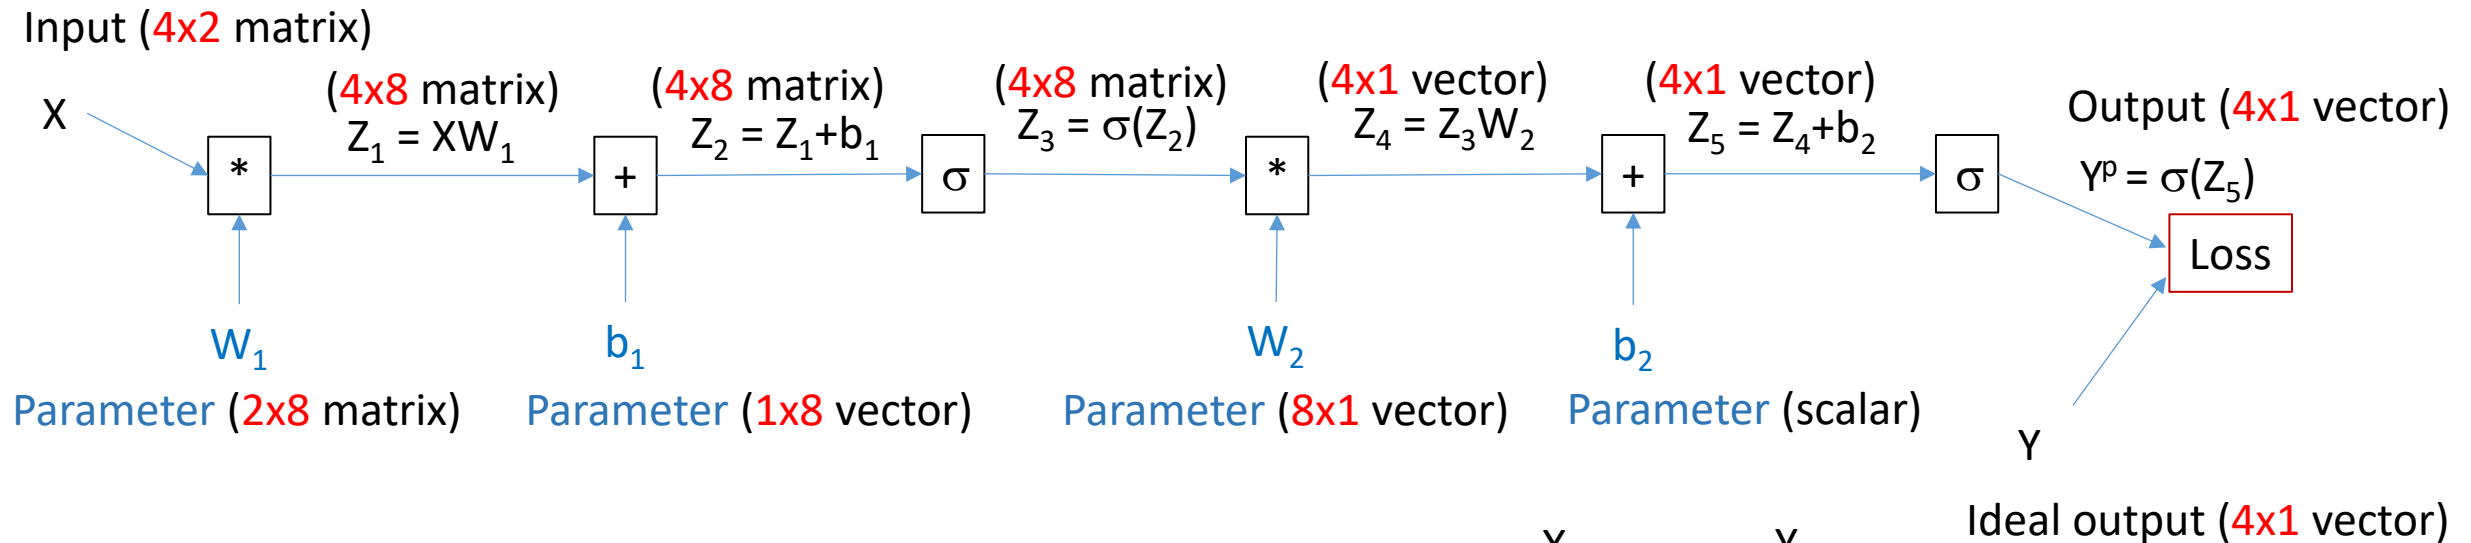 Input (4x2 matrix)
X
(4x8 matrix)
Z1 = XW1
(4x8 matrix)
Z2 = Z1+b1
(4x8 matrix)
Z3 = σ(Z2)
(4x1 vector)
Z4 = Z3W2
(4x1 vector)
Z5 = Z4+b2
Output (4x1 vector)
Yp = σ(Z5)
*
+
σ
*
+
σ
Loss
W1
b1
W2
b2
Parameter (2x8 matrix)
Parameter (1x8 vector)
Parameter (8x1 vector)
Parameter (scalar)
Y
Ideal output (4x1 vector)